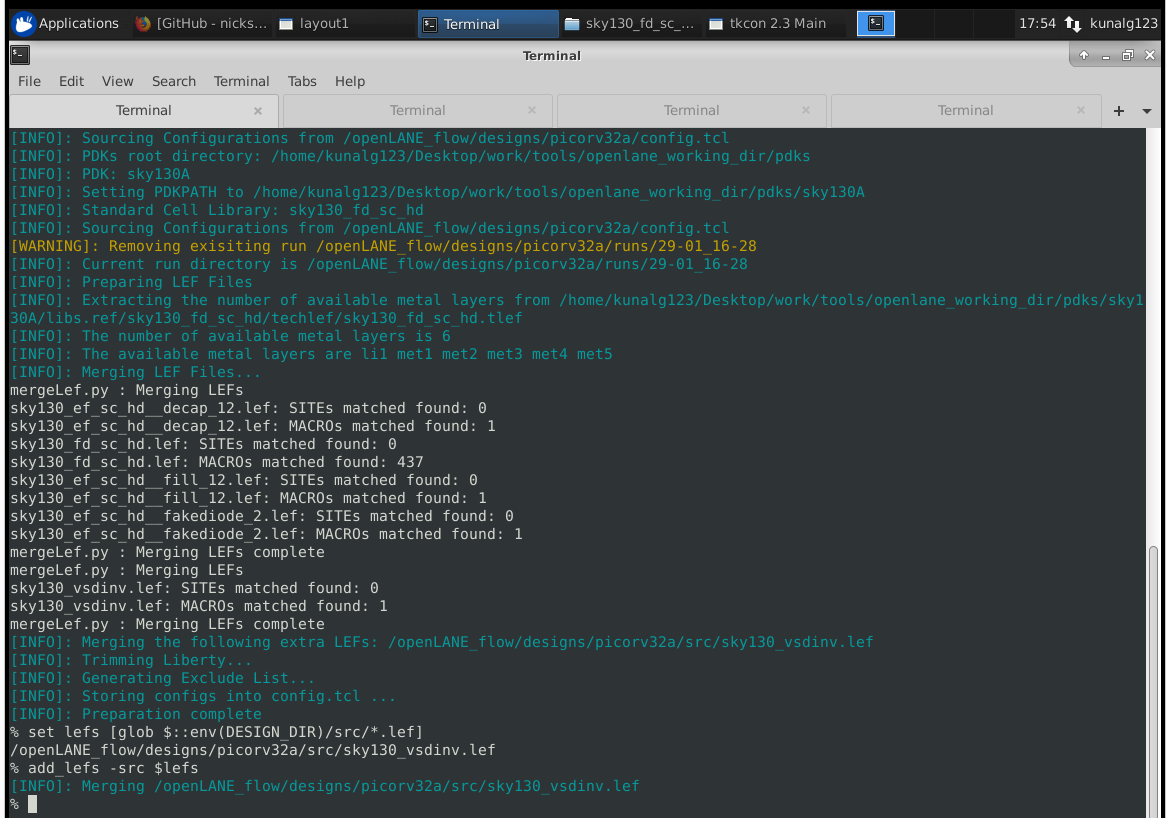 Applications [GitHub - nicks... layout1 Terminal sky130_fd_sc_... tkcon 2.3 Main 17:54 kunalg123
Terminal
File Edit View Search Terminal Tabs Help
Terminal Terminal Terminal Terminal
[INFO]: Sourcing Configurations from /openLANE_flow/designs/picorv32a/config.tcl
[INFO]: PDKs root directory: /home/kunalg123/Desktop/work/tools/openlane_working_dir/pdks
[INFO]: PDK: sky130A
[INFO]: Setting PDKPATH to /home/kunalg123/Desktop/work/tools/openlane_working_dir/pdks/sky130A
[INFO]: Standard Cell Library: sky130_fd_sc_hd
[INFO]: Sourcing Configurations from /openLANE_flow/designs/picorv32a/config.tcl
[WARNING]: Removing exisiting run /openLANE_flow/designs/picorv32a/runs/29-01_16-28
[INFO]: Current run directory is /openLANE_flow/designs/picorv32a/runs/29-01_16-28
[INFO]: Preparing LEF Files
[INFO]: Extracting the number of available metal layers from /home/kunalg123/Desktop/work/tools/openlane_working_dir/pdks/sky1
30A/libs.ref/sky130_fd_sc_hd/techlef/sky130_fd_sc_hd.tlef
[INFO]: The number of available metal layers is 6
[INFO]: The available metal layers are li1 met1 met2 met3 met4 met5
[INFO]: Merging LEF Files...
mergeLef.py : Merging LEFs
sky130_ef_sc_hd__decap_12.lef: SITEs matched found: 0
sky130_ef_sc_hd__decap_12.lef: MACROs matched found: 1
sky130_fd_sc_hd.lef: SITEs matched found: 0
sky130_fd_sc_hd.lef: MACROs matched found: 437
sky130_ef_sc_hd__fill_12.lef: SITEs matched found: 0
sky130_ef_sc_hd__fill_12.lef: MACROs matched found: 1
sky130_ef_sc_hd__fakediode_2.lef: SITEs matched found: 0
sky130_ef_sc_hd__fakediode_2.lef: MACROs matched found: 1
mergeLef.py : Merging LEFs complete
mergeLef.py : Merging LEFs
sky130_vsdinv.lef: SITEs matched found: 0
sky130_vsdinv.lef: MACROs matched found: 1
mergeLef.py : Merging LEFs complete
[INFO]: Merging the following extra LEFs: /openLANE_flow/designs/picorv32a/src/sky130_vsdinv.lef
[INFO]: Trimming Liberty...
[INFO]: Generating Exclude List...
[INFO]: Storing configs into config.tcl ...
[INFO]: Preparation complete
% set lefs [glob $::env(DESIGN_DIR)/src/*.lef]
/openLANE_flow/designs/picorv32a/src/sky130_vsdinv.lef
% add_lefs -src $lefs
[INFO]: Merging /openLANE_flow/designs/picorv32a/src/sky130_vsdinv.lef
%